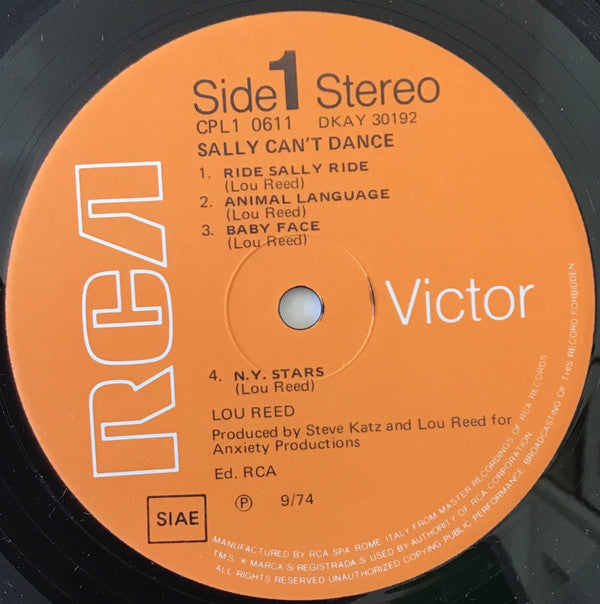 Side 1 Stereo
CPL1 0611 DKAY 30192
SALLY CAN'T DANCE
1. RIDE SALLY RIDE
(Lou Reed)
2. ANIMAL LANGUAGE
(Lou Reed)
3. BABY FACE
(Lou Reed)
RCA
Victor
4. N.Y. STARS
(Lou Reed)
LOU REED
Produced by Steve Katz and Lou Reed for
Anxiety Productions
Ed. RCA
SIAE
Ⓟ 9/74
MANUFACTURED BY RCA SPA ROME, ITALY FROM MASTER RECORDINGS OF RCA RECORDS
TM S ® MARCA S REGISTRADA S USED BY AUTHORITY OF RCA CORPORATION
ALL RIGHTS RESERVED UNAUTHORIZED COPYING PUBLIC PERFORMANCE BROADCASTING OF THIS RECORD FORBIDDEN